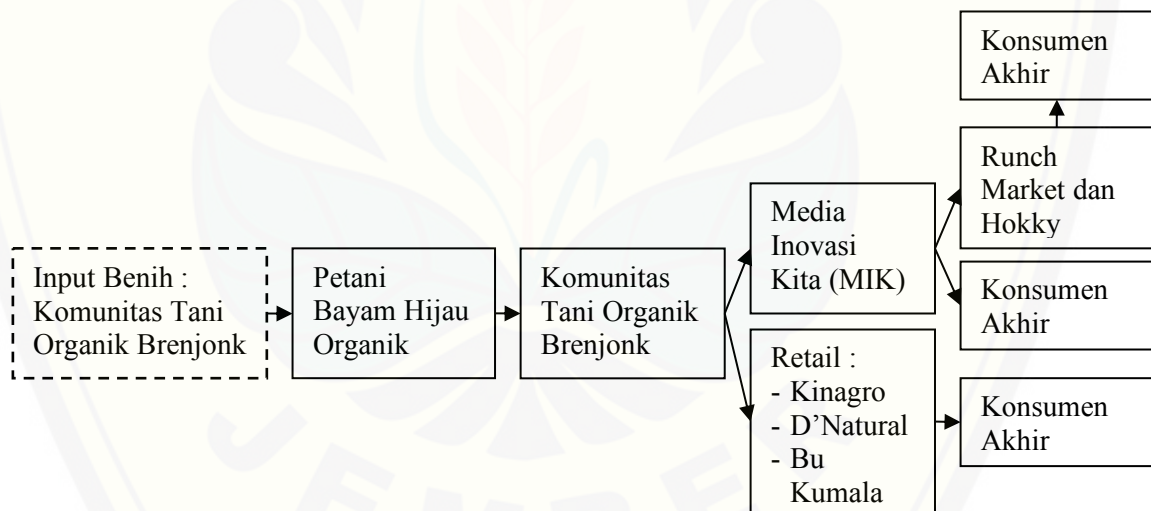 Input Benih :
Komunitas Tani
Organik Brenjonk
Petani
Bayam Hijau
Organik
Komunitas
Tani Organik
Brenjonk
Media
Inovasi
Kita (MIK)
Retail :
- Kinagro
- D’Natural
- Bu
Kumala
Konsumen
Akhir
Runch
Market dan
Hokky
Konsumen
Akhir
Konsumen
Akhir
JEMBER